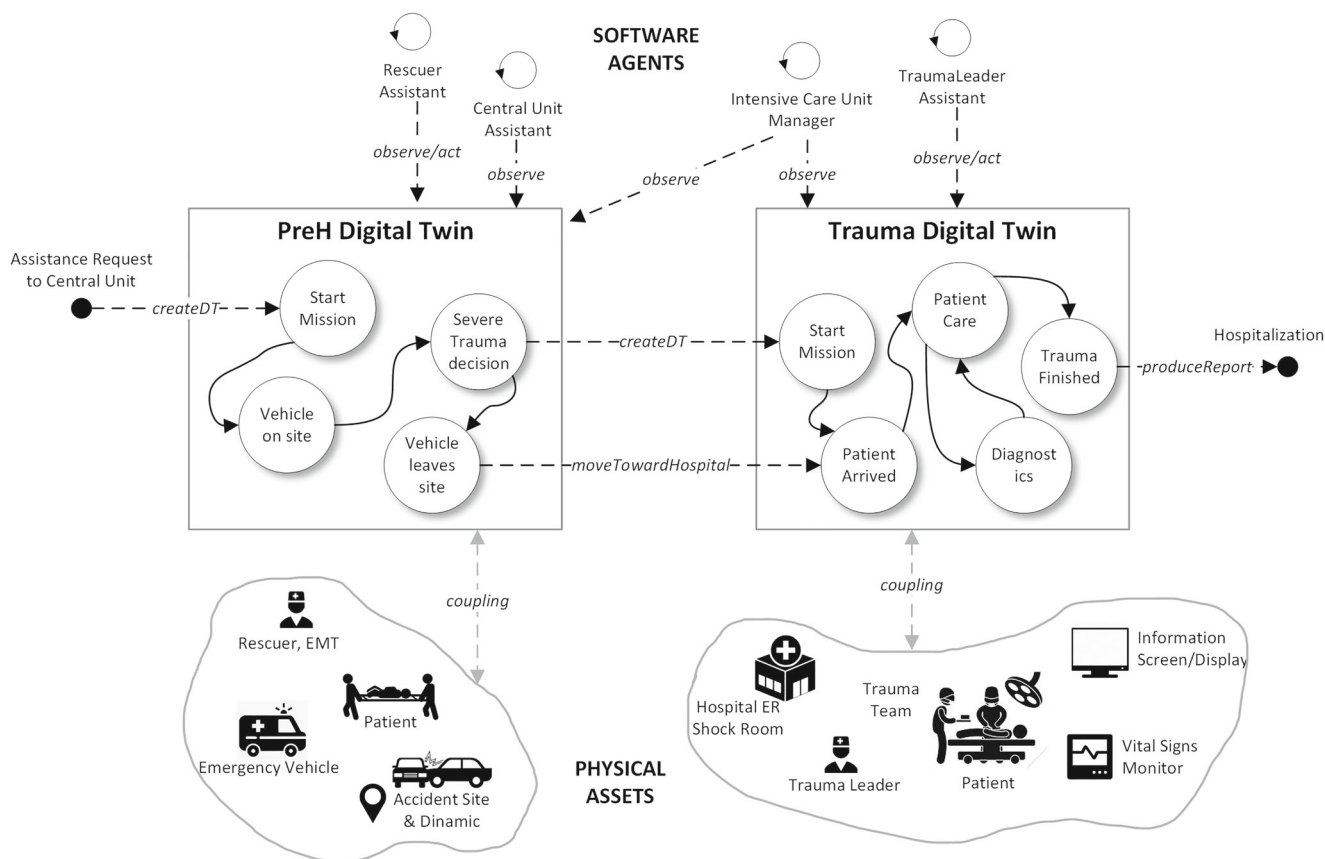 SOFTWARE
AGENTS
Rescuer
Assistant
Central Unit
Assistant
Intensive Care Unit
Manager
TraumaLeader
Assistant
observe/act
observe
observe
observe
observe/act
PreH Digital Twin
Trauma Digital Twin
Assistance Request
to Central Unit
createDT
Start
Mission
Severe
Trauma
decision
Vehicle
on site
Vehicle
leaves
site
createDT
moveTowardHospital
Start
Mission
Patient
Care
Trauma
Finished
Patient
Arrived
Diagnost
ics
produceReport
Hospitalization
coupling
coupling
Rescuer, EMT
Patient
Emergency Vehicle
Accident Site
& Dinamic
PHYSICAL
ASSETS
Hospital ER
Shock Room
Trauma
Team
Trauma Leader
Patient
Information
Screen/Display
Vital Signs
Monitor